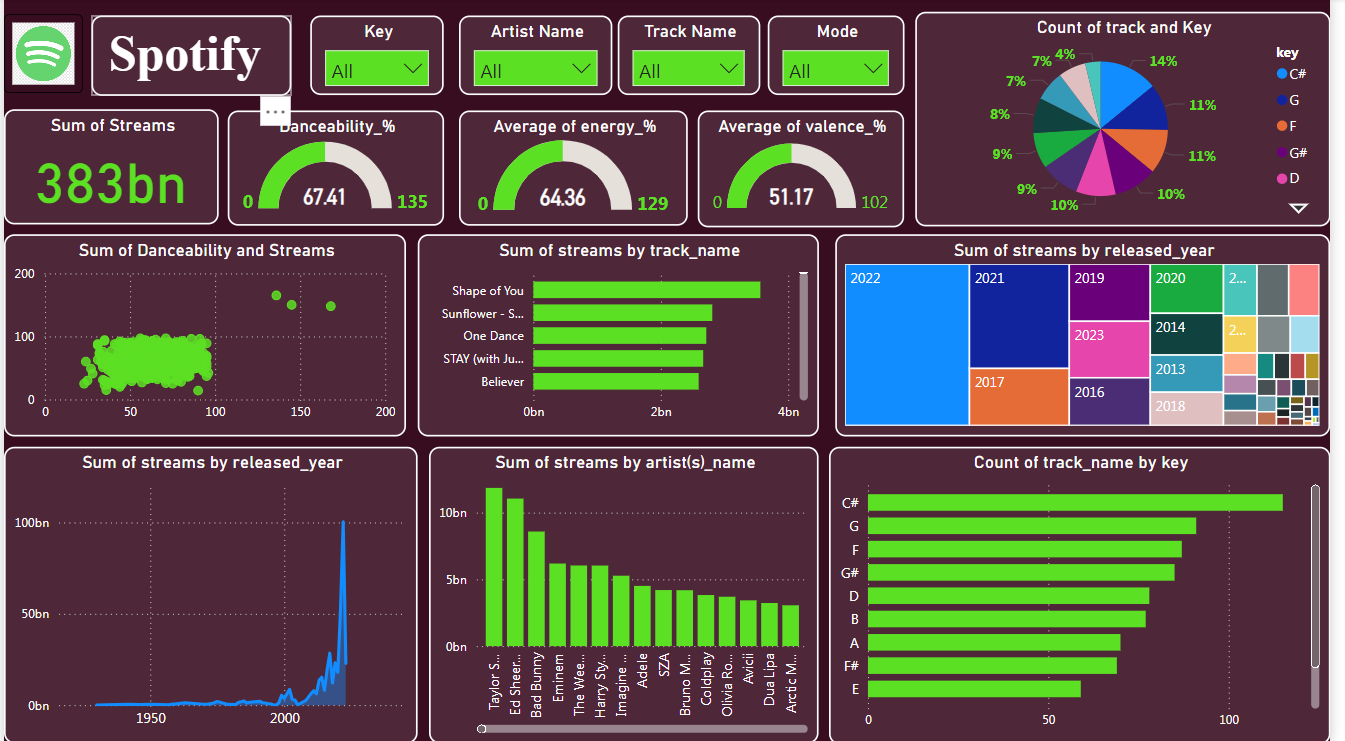 Spotify
Key
All
Artist Name
All
Track Name
All
Mode
All
Sum of Streams
383bn
Danceability_%
0
67.41
135
Average of energy_%
0
64.36
129
Average of valence_%
0
51.17
102
Count of track and Key
14%
11%
11%
10%
10%
9%
9%
8%
7%
7%
4%
key
C#
G
F
G#
D
Sum of Danceability and Streams
200
100
0
0
50
100
150
200
Sum of streams by track_name
Shape of You
Sunflower - S...
One Dance
STAY (with Ju...
Believer
0bn
2bn
4bn
Sum of streams by released_year
2022
2021
2017
2019
2023
2016
2020
2014
2013
2018
2...
2...
Sum of streams by released_year
100bn
50bn
0bn
1950
2000
Sum of streams by artist(s)_name
10bn
5bn
0bn
Taylor S...
Ed Sheer...
Bad Bunny
Eminem
The Wee...
Harry Sty...
Imagine ...
Adele
SZA
Bruno M...
Coldplay
Olivia Ro...
Avicii
Dua Lipa
Arctic M...
Count of track_name by key
C#
G
F
G#
D
B
A
F#
E
0
50
100